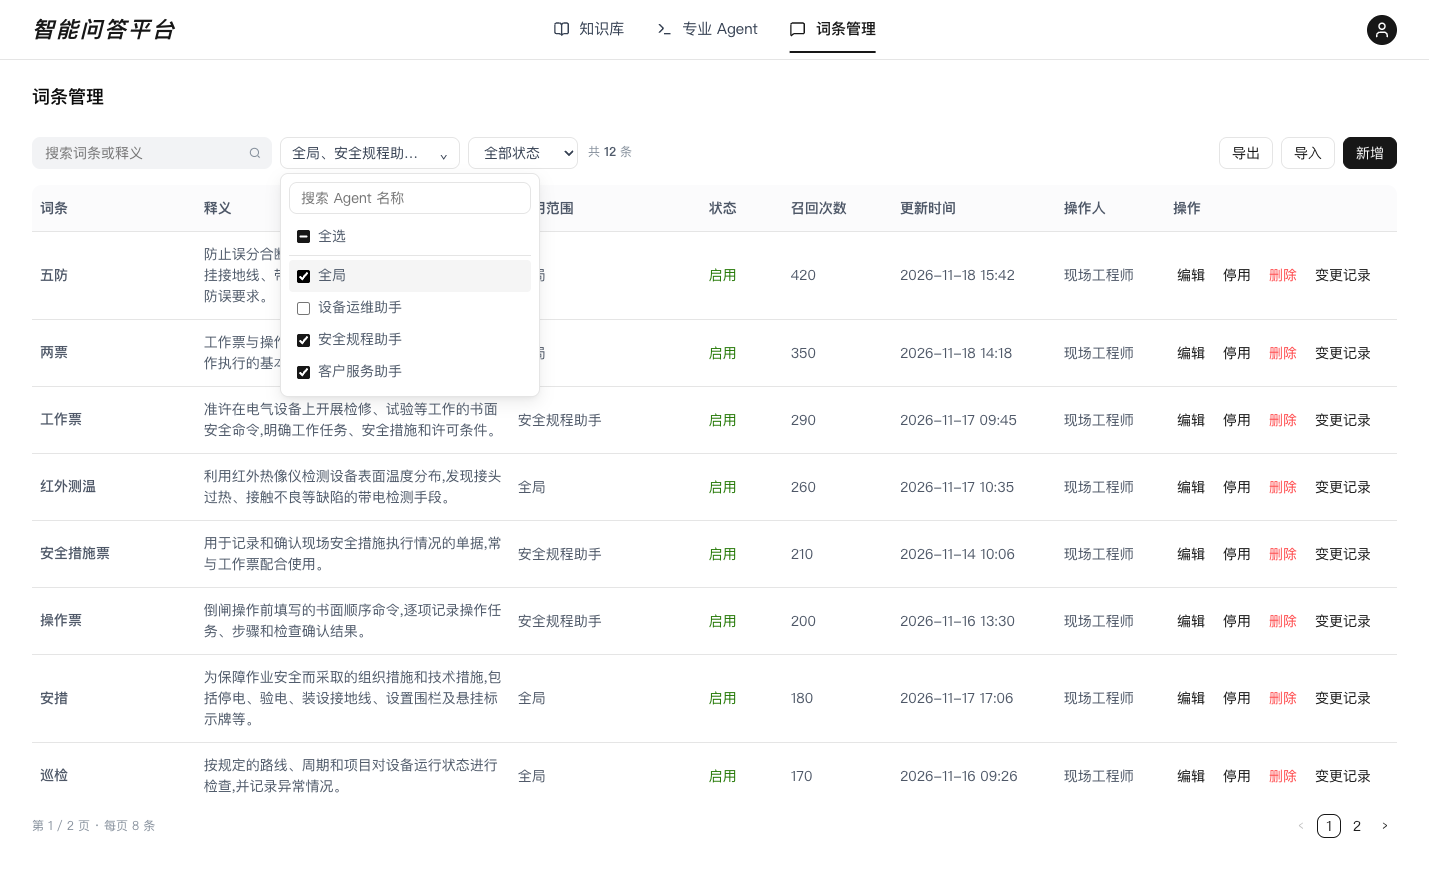 智能问答平台
知识库
专业 Agent
词条管理
词条管理
搜索词条或释义
全局、安全规程助...
全部状态
共 12 条
导出
导入
新增
搜索 Agent 名称
全选
全局
设备运维助手
安全规程助手
客户服务助手
词条 释义 用范围 状态 召回次数 更新时间 操作人 操作
五防
防止误分合
挂接地线、
防误要求。
局
启用 420 2026-11-18 15:42 现场工程师 编辑 停用 删除 变更记录
两票
工作票与操
作执行的基
局
启用 350 2026-11-18 14:18 现场工程师 编辑 停用 删除 变更记录
工作票
准许在电气设备上开展检修、试验等工作的书面
安全命令,明确工作任务、安全措施和许可条件。
安全规程助手 启用 290 2026-11-17 09:45 现场工程师 编辑 停用 删除 变更记录
红外测温
利用红外热像仪检测设备表面温度分布,发现接头
过热、接触不良等缺陷的带电检测手段。
全局 启用 260 2026-11-17 10:35 现场工程师 编辑 停用 删除 变更记录
安全措施票
用于记录和确认现场安全措施执行情况的单据,常
与工作票配合使用。
安全规程助手 启用 210 2026-11-14 10:06 现场工程师 编辑 停用 删除 变更记录
操作票
倒闸操作前填写的书面顺序命令,逐项记录操作任
务、步骤和检查确认结果。
安全规程助手 启用 200 2026-11-16 13:30 现场工程师 编辑 停用 删除 变更记录
安措
为保障作业安全而采取的组织措施和技术措施,包
括停电、验电、装设接地线、设置围栏及悬挂标
示牌等。
全局 启用 180 2026-11-17 17:06 现场工程师 编辑 停用 删除 变更记录
巡检
按规定的路线、周期和项目对设备运行状态进行
检查,并记录异常情况。
全局 启用 170 2026-11-16 09:26 现场工程师 编辑 停用 删除 变更记录
第 1 / 2 页 · 每页 8 条
‹ 1 2 ›